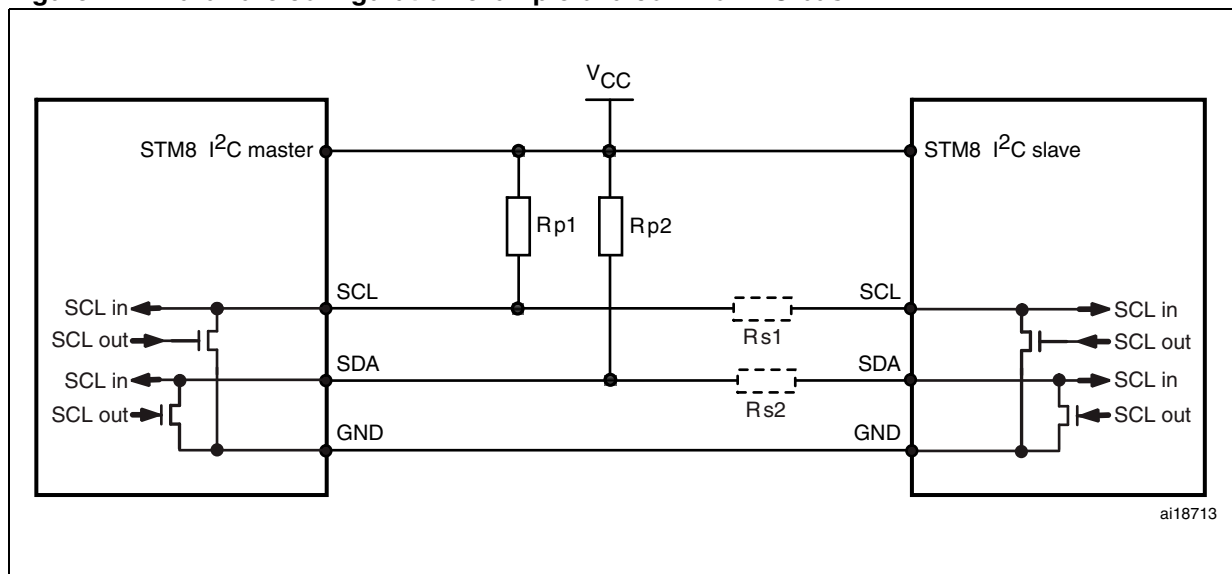 VCC
STM8 I2C master
STM8 I2C slave
Rp1
Rp2
SCL
SCL
SCL in
SCL in
SCL out
Rs1
SCL out
SDA
SDA
SCL in
SCL in
SCL out
Rs2
SCL out
GND
GND
ai18713